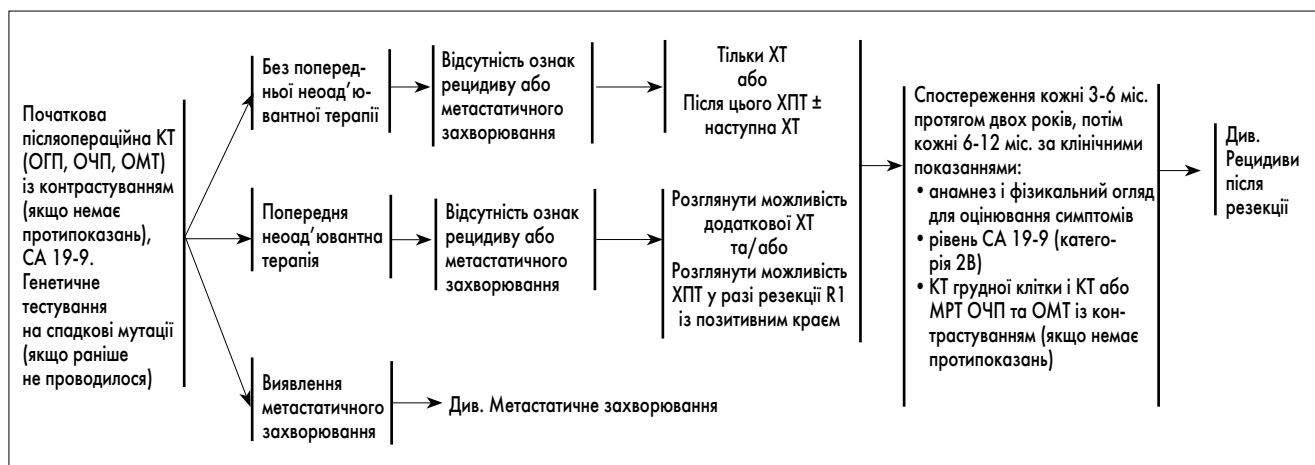 Початкова
післяопераційна КТ
(ОГП, ОЧП, ОМТ)
із контрастуванням
(якщо немає
протипоказань),
СА 19-9.
Генетичне
тестування
на спадкові мутації
(якщо раніше
не проводилося)
Без поперед-
ньої неоад’ю-
вантної терапії
Відсутність ознак
рецидиву або
метастатичного
захворювання
Тільки ХТ
або
Після цього ХПТ ±
наступна ХТ
Попередня
неоад’ювантна
терапія
Відсутність ознак
рецидиву або
метастатичного
захворювання
Розглянути можливість
додаткової ХТ
та/або
Розглянути можливість
ХПТ у разі резекції R1
із позитивним краєм
Виявлення
метастатичного
захворювання
Див. Метастатичне захворювання
Спостереження кожні 3-6 міс.
протягом двох років, потім
кожні 6-12 міс. за клінічними
показаннями:
• анамнез і фізикальний огляд
для оцінювання симптомів
• рівень СА 19-9 (катего-
рія 2В)
• КТ грудної клітки і КТ або
МРТ ОЧП та ОМТ із кон-
трастуванням (якщо немає
протипоказань)
Див.
Рецидиви
після
резекції